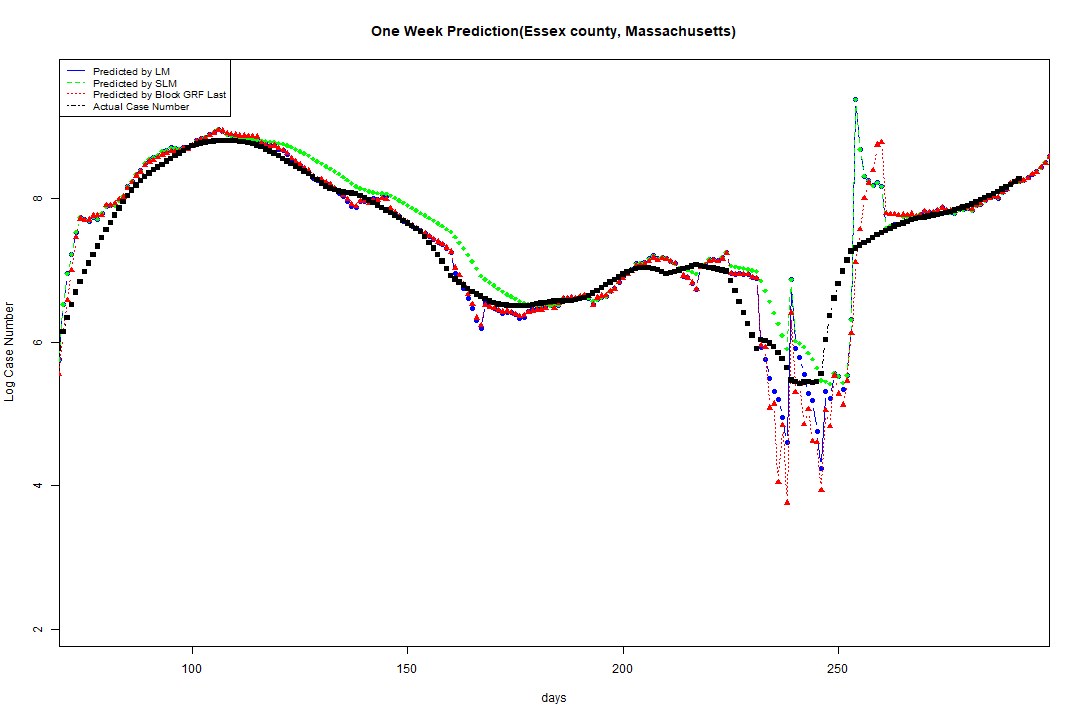 One Week Prediction(Essex county, Massachusetts)
Predicted by LM
Predicted by SLM
Predicted by Block GRF Last
Actual Case Number
8
6
4
2
Log Case Number
100 150 200 250
days